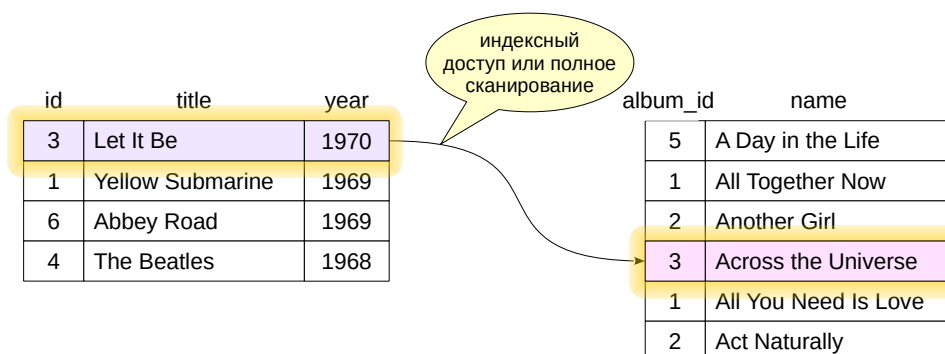 индексный
доступ или полное
сканирование
id title year
3 Let It Be 1970
1 Yellow Submarine 1969
6 Abbey Road 1969
4 The Beatles 1968
album_id name
5 A Day in the Life
1 All Together Now
2 Another Girl
3 Across the Universe
1 All You Need Is Love
2 Act Naturally